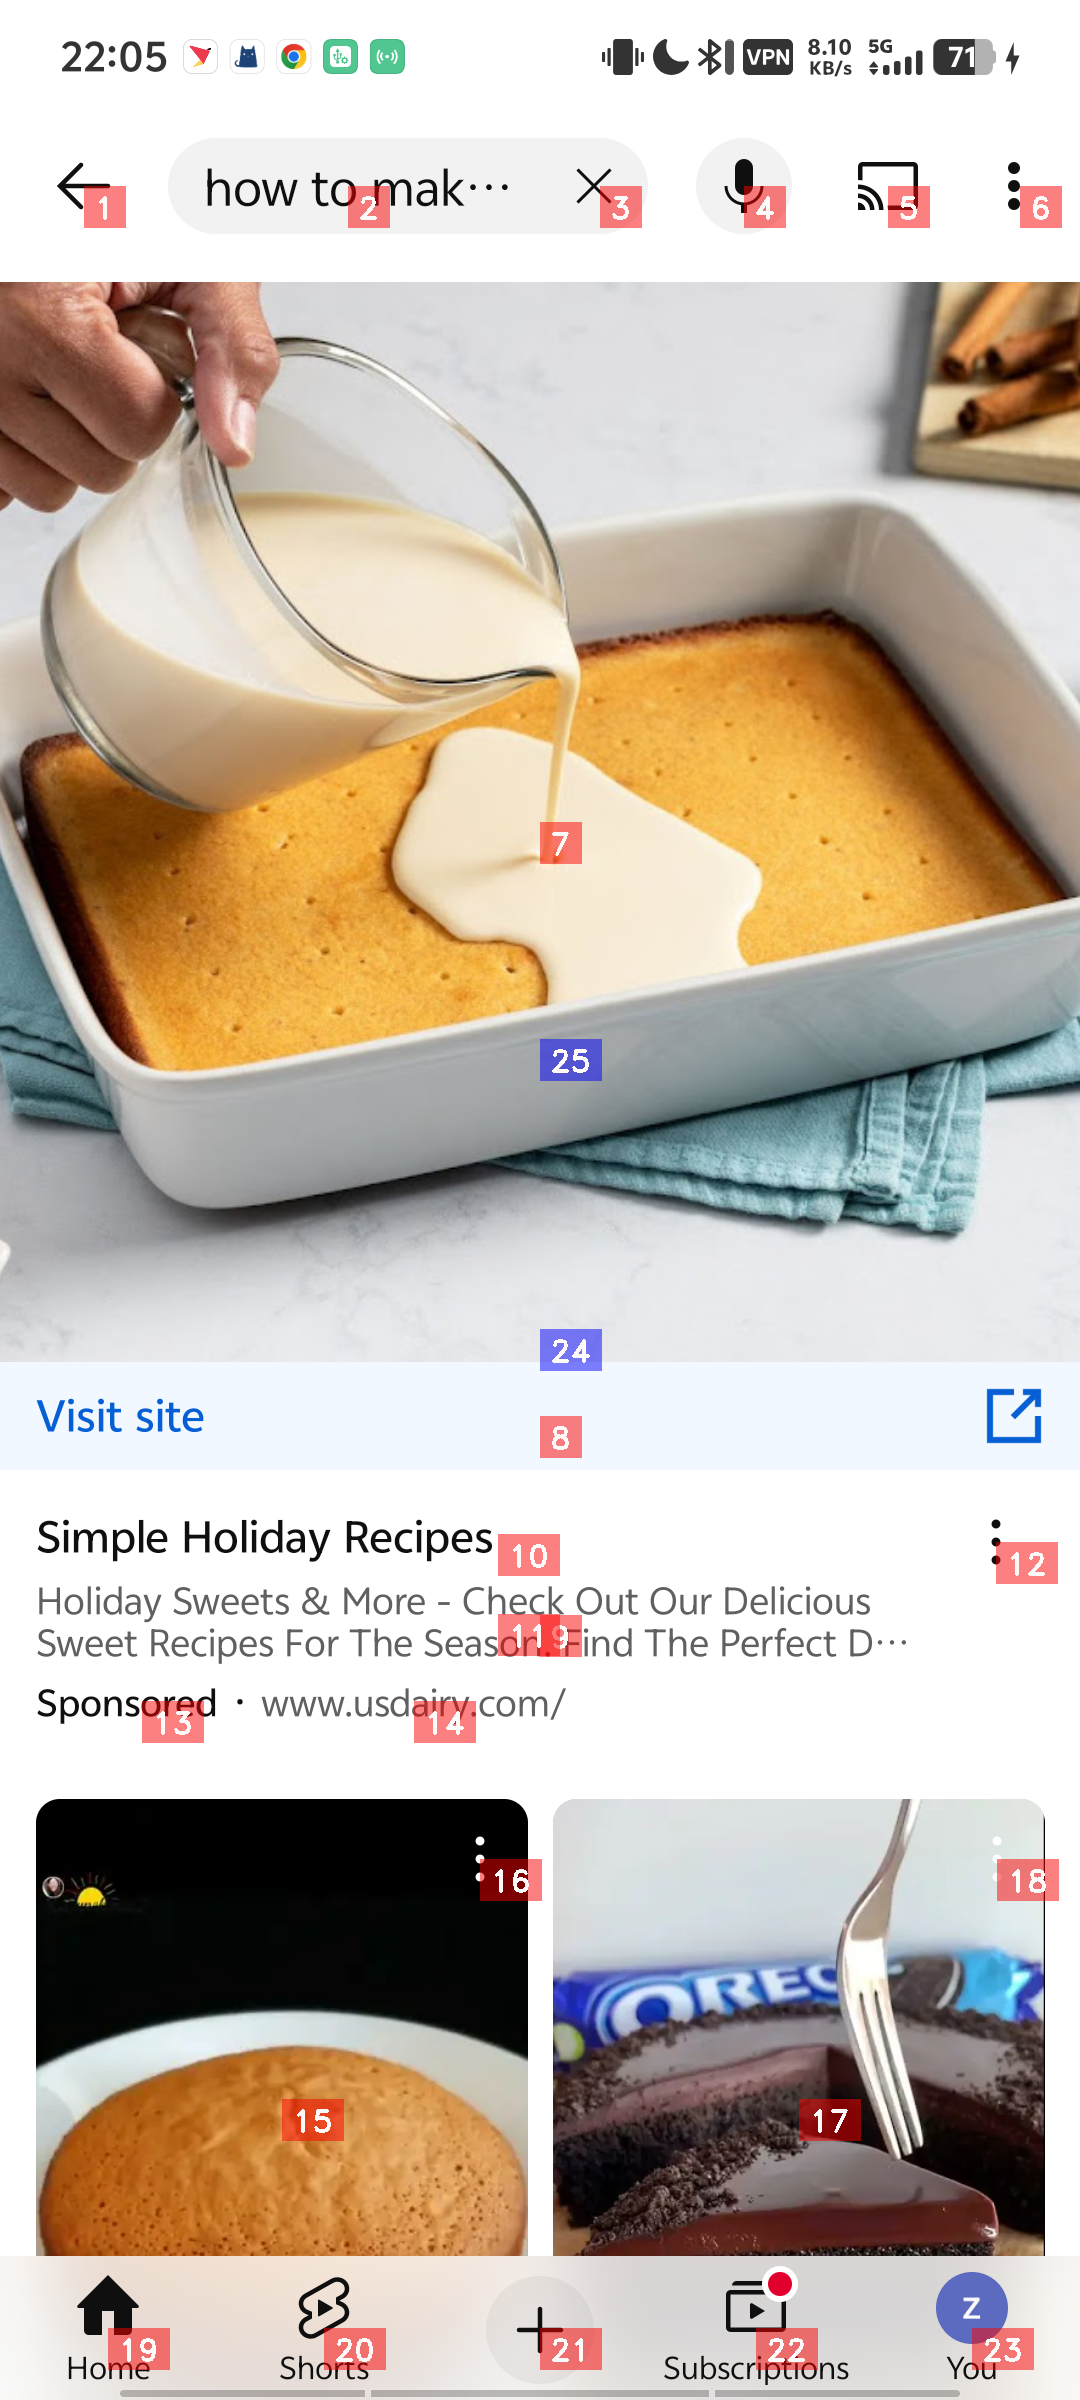 22:05
VPN
8.10
KB/s
5G
71
how to mak...
1
2
3
4
5
6
7
25
24
Visit site
8
Simple Holiday Recipes
10
12
Holiday Sweets & More - Check Out Our Delicious
Sweet Recipes For The Season. Find The Perfect D...
11
9
Sponsored · www.usdairy.com/
13
14
16
18
OREO
15
17
Home
Shorts
Subscriptions
Z
You
19
20
21
22
23